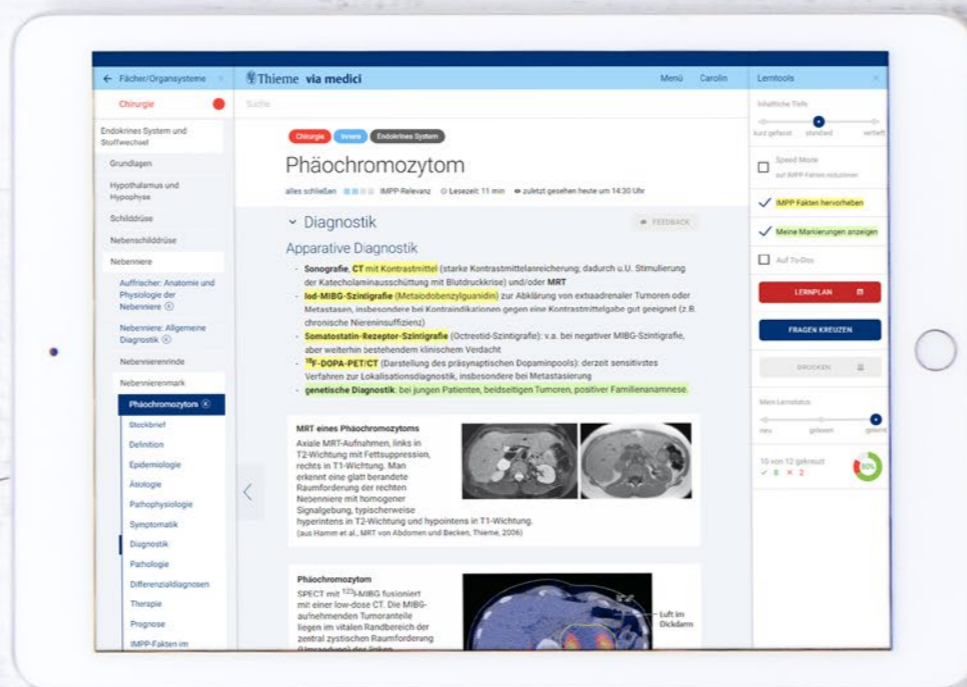 ← Fächer/Organsysteme
Chirurgie
Endokrines System und
Stoffwechsel
Grundlagen
Hypothalamus und
Hypophyse
Schilddrüse
Nebenschilddrüse
Nebenniere
Auffrischer: Anatomie und
Physiologie der
Nebenniere Ⓚ
Nebenniere: Allgemeine
Diagnostik Ⓚ
Nebennierenrinde
Nebennierenmark
Phäochromozytom Ⓚ
Steckbrief
Definition
Epidemiologie
Ätiologie
Pathophysiologie
Symptomatik
Diagnostik
Pathologie
Differenzialdiagnosen
Therapie
Prognose
IMPP-Fakten im
Thieme via medici
Menü Carolin
Suche
Chirurgie Innere Endokrines System
Phäochromozytom
alles schließen IMPP-Relevanz Lesezeit: 11 min zuletzt gesehen heute um 14:30 Uhr
Diagnostik
FEEDBACK
Apparative Diagnostik
- Sonografie, CT mit Kontrastmittel (starke Kontrastmittelanreicherung; dadurch u.U. Stimulierung
der Katecholaminausschüttung mit Blutdruckkrise) und/oder MRT
- Iod-MIBG-Szintigrafie (Metaiodobenzylguanidin) zur Abklärung von extraadrenaler Tumoren oder
Metastasen, insbesondere bei Kontraindikationen gegen eine Kontrastmittelgabe gut geeignet (z.B.
chronische Niereninsuffizienz)
- Somatostatin-Rezeptor-Szintigrafie (Octreotid-Szintigrafie): v.a. bei negativer MIBG-Szintigrafie,
aber weiterhin bestehendem klinischem Verdacht
- ¹⁸F-DOPA-PET/CT (Darstellung des präsynaptischen Dopaminpools): derzeit sensitivstes
Verfahren zur Lokalisationsdiagnostik, insbesondere bei Metastasierung
- genetische Diagnostik: bei jungen Patienten, beidseitigen Tumoren, positiver Familienanamnese.
MRT eines Phäochromozytoms
Axiale MRT-Aufnahmen, links in
T2-Wichtung mit Fettsuppression,
rechts in T1-Wichtung. Man
erkennt eine glatt berandete
Raumforderung der rechten
Nebenniere mit homogener
Signalgebung, typischerweise
hyperintens in T2-Wichtung und hypointens in T1-Wichtung.
(aus Hamm et al., MRT von Abdomen und Becken, Thieme, 2006)
Phäochromozytom
SPECT mit ¹²³I-MIBG fusioniert
mit einer low-dose CT. Die MIBG-
aufnehmenden Tumoranteile
liegen im vitalen Randbereich der
zentral zystischen Raumforderung
(Umrandung) der linken
Luft im
Dickdarm
Lerntools
Inhaltliche Tiefe
kurz gefasst standard vertieft
Speed Mode
auf IMPP-Fakten reduzieren
IMPP Fakten hervorheben
Meine Markierungen anzeigen
Auf To-Dos
LERNPLAN
FRAGEN KREUZEN
DRUCKEN
Mein Lernstatus
neu gelesen gelernt
10 von 12 gekreuzt
✓ 8 ✕ 2
80%